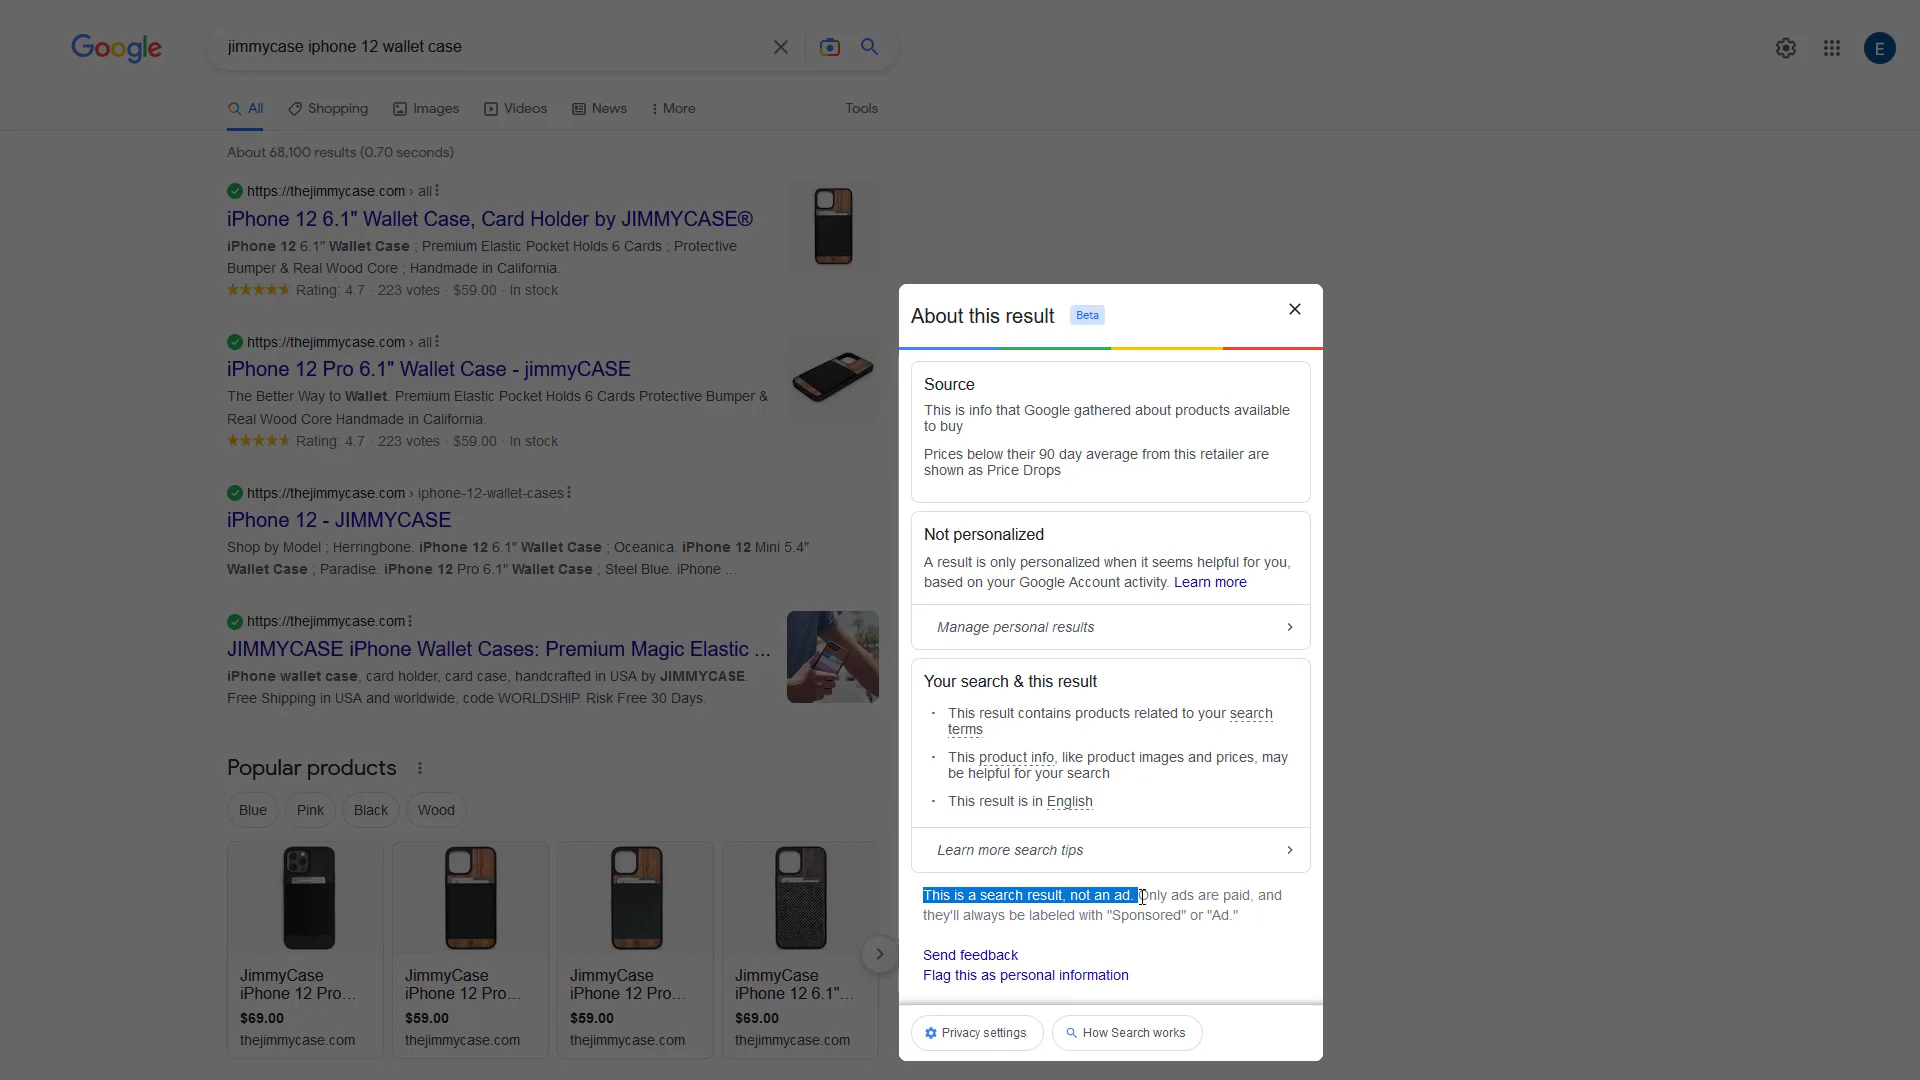 Google
jimmycase iphone 12 wallet case
E
All
Shopping
Images
Videos
News
More
Tools
About 68,100 results (0.70 seconds)
https://thejimmycase.com › all
iPhone 12 6.1" Wallet Case, Card Holder by JIMMYCASE®
iPhone 12 6.1" Wallet Case ; Premium Elastic Pocket Holds 6 Cards ; Protective
Bumper & Real Wood Core ; Handmade in California.
Rating: 4.7 · 223 votes · $59.00 · In stock
https://thejimmycase.com › all
iPhone 12 Pro 6.1" Wallet Case - jimmyCASE
The Better Way to Wallet. Premium Elastic Pocket Holds 6 Cards Protective Bumper &
Real Wood Core Handmade in California.
Rating: 4.7 · 223 votes · $59.00 · In stock
https://thejimmycase.com › iphone-12-wallet-cases
iPhone 12 - JIMMYCASE
Shop by Model ; Herringbone. iPhone 12 6.1" Wallet Case ; Oceanica. iPhone 12 Mini 5.4"
Wallet Case ; Paradise. iPhone 12 Pro 6.1" Wallet Case ; Steel Blue. iPhone ...
https://thejimmycase.com
JIMMYCASE iPhone Wallet Cases: Premium Magic Elastic ...
iPhone wallet case, card holder, card case, handcrafted in USA by JIMMYCASE.
Free Shipping in USA and worldwide, code WORLDSHIP. Risk Free 30 Days.
Popular products
Blue
Pink
Black
Wood
JimmyCase
iPhone 12 Pro...
$69.00
thejimmycase.com
JimmyCase
iPhone 12 Pro...
$59.00
thejimmycase.com
JimmyCase
iPhone 12 Pro...
$59.00
thejimmycase.com
JimmyCase
iPhone 12 6.1"...
$69.00
thejimmycase.com
About this result
Beta
Source
This is info that Google gathered about products available
to buy
Prices below their 90 day average from this retailer are
shown as Price Drops
Not personalized
A result is only personalized when it seems helpful for you,
based on your Google Account activity. Learn more
Manage personal results
Your search & this result
· This result contains products related to your search
terms
· This product info, like product images and prices, may
be helpful for your search
· This result is in English
Learn more search tips
This is a search result, not an ad. Only ads are paid, and
they'll always be labeled with "Sponsored" or "Ad."
Send feedback
Flag this as personal information
Privacy settings
How Search works